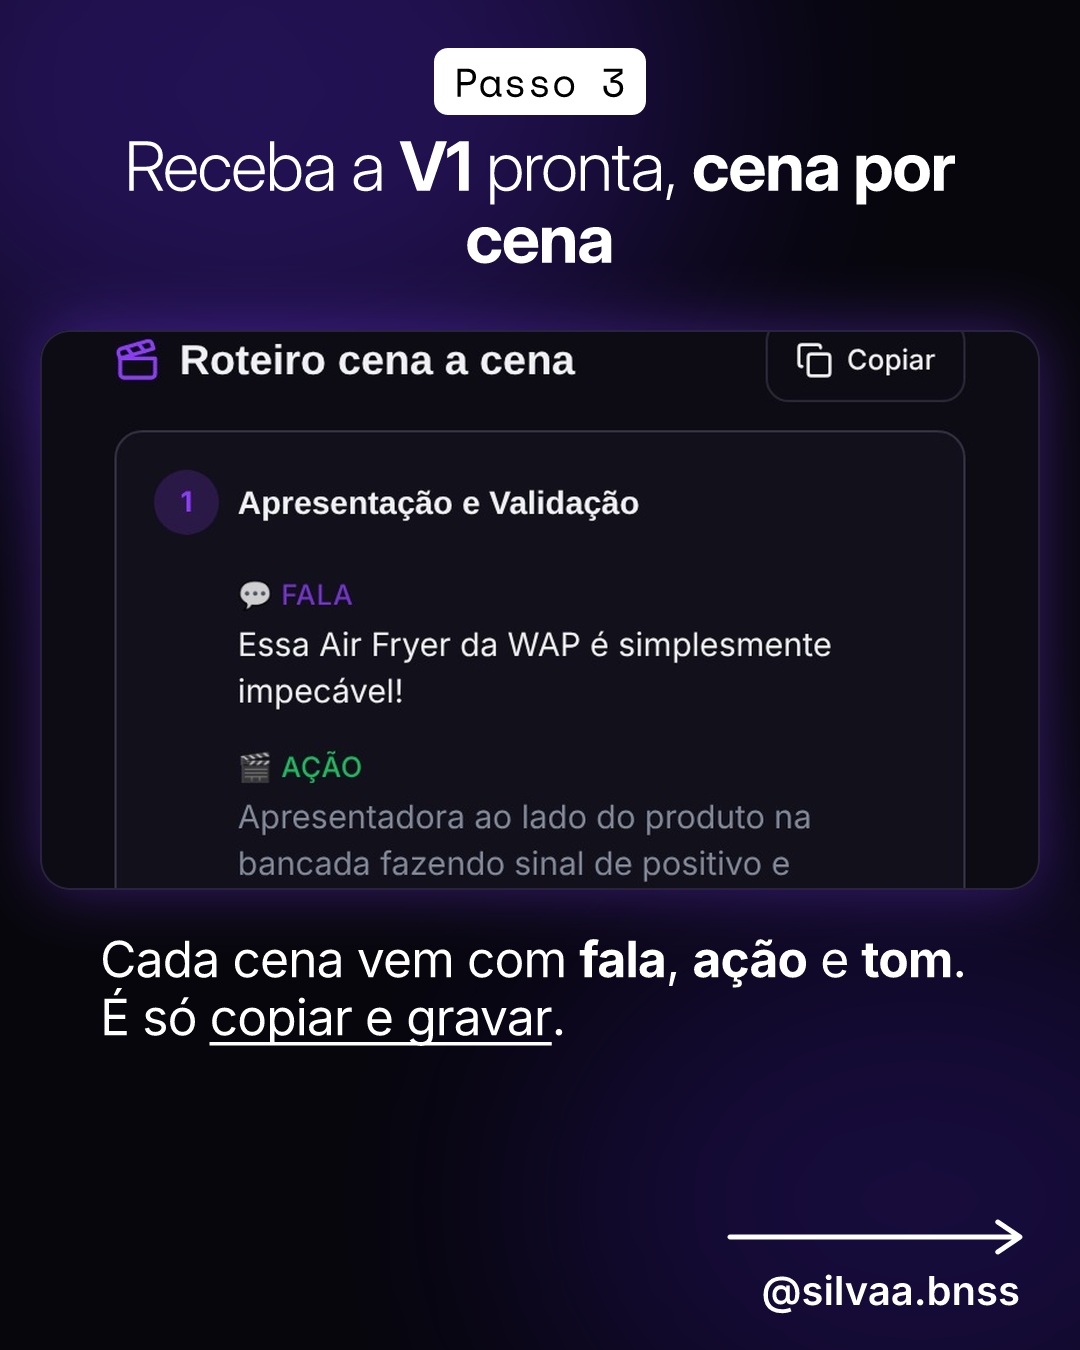 Passo 3
Receba a V1 pronta, cena por
cena
Roteiro cena a cena
Copiar
1
Apresentação e Validação
💬 FALA
Essa Air Fryer da WAP é simplesmente
impecável!
🎬 AÇÃO
Apresentadora ao lado do produto na
bancada fazendo sinal de positivo e
Cada cena vem com fala, ação e tom.
É só copiar e gravar.
@silvaa.bnss